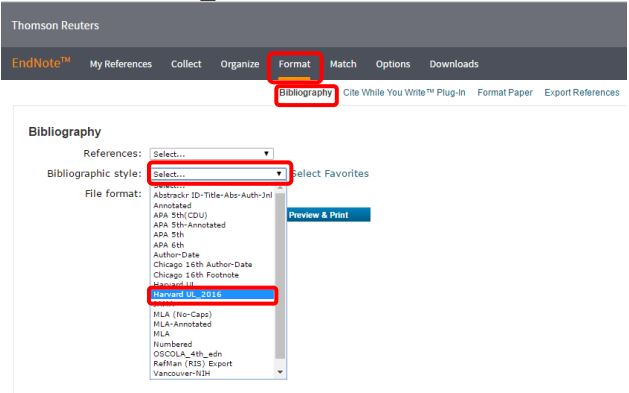 Thomson Reuters
EndNote™ My References Collect Organize Format Match Options Downloads
Bibliography Cite While You Write™ Plug-In Format Paper Export References
Bibliography
References: Select...
Bibliographic style: Select... Select Favorites
File format:
Select...
Abstrackr ID-Title-Abs-Auth-Jnl
Annotated
Preview & Print
APA 5th(CDU)
APA 5th-Annotated
APA 5th
APA 6th
Author-Date
Chicago 16th Author-Date
Chicago 16th Footnote
Harvard UL
Harvard UL_2016
MLA (No-Caps)
MLA-Annotated
MLA
Numbered
OSCOLA_4th_edn
RefMan (RIS) Export
Vancouver-NIH